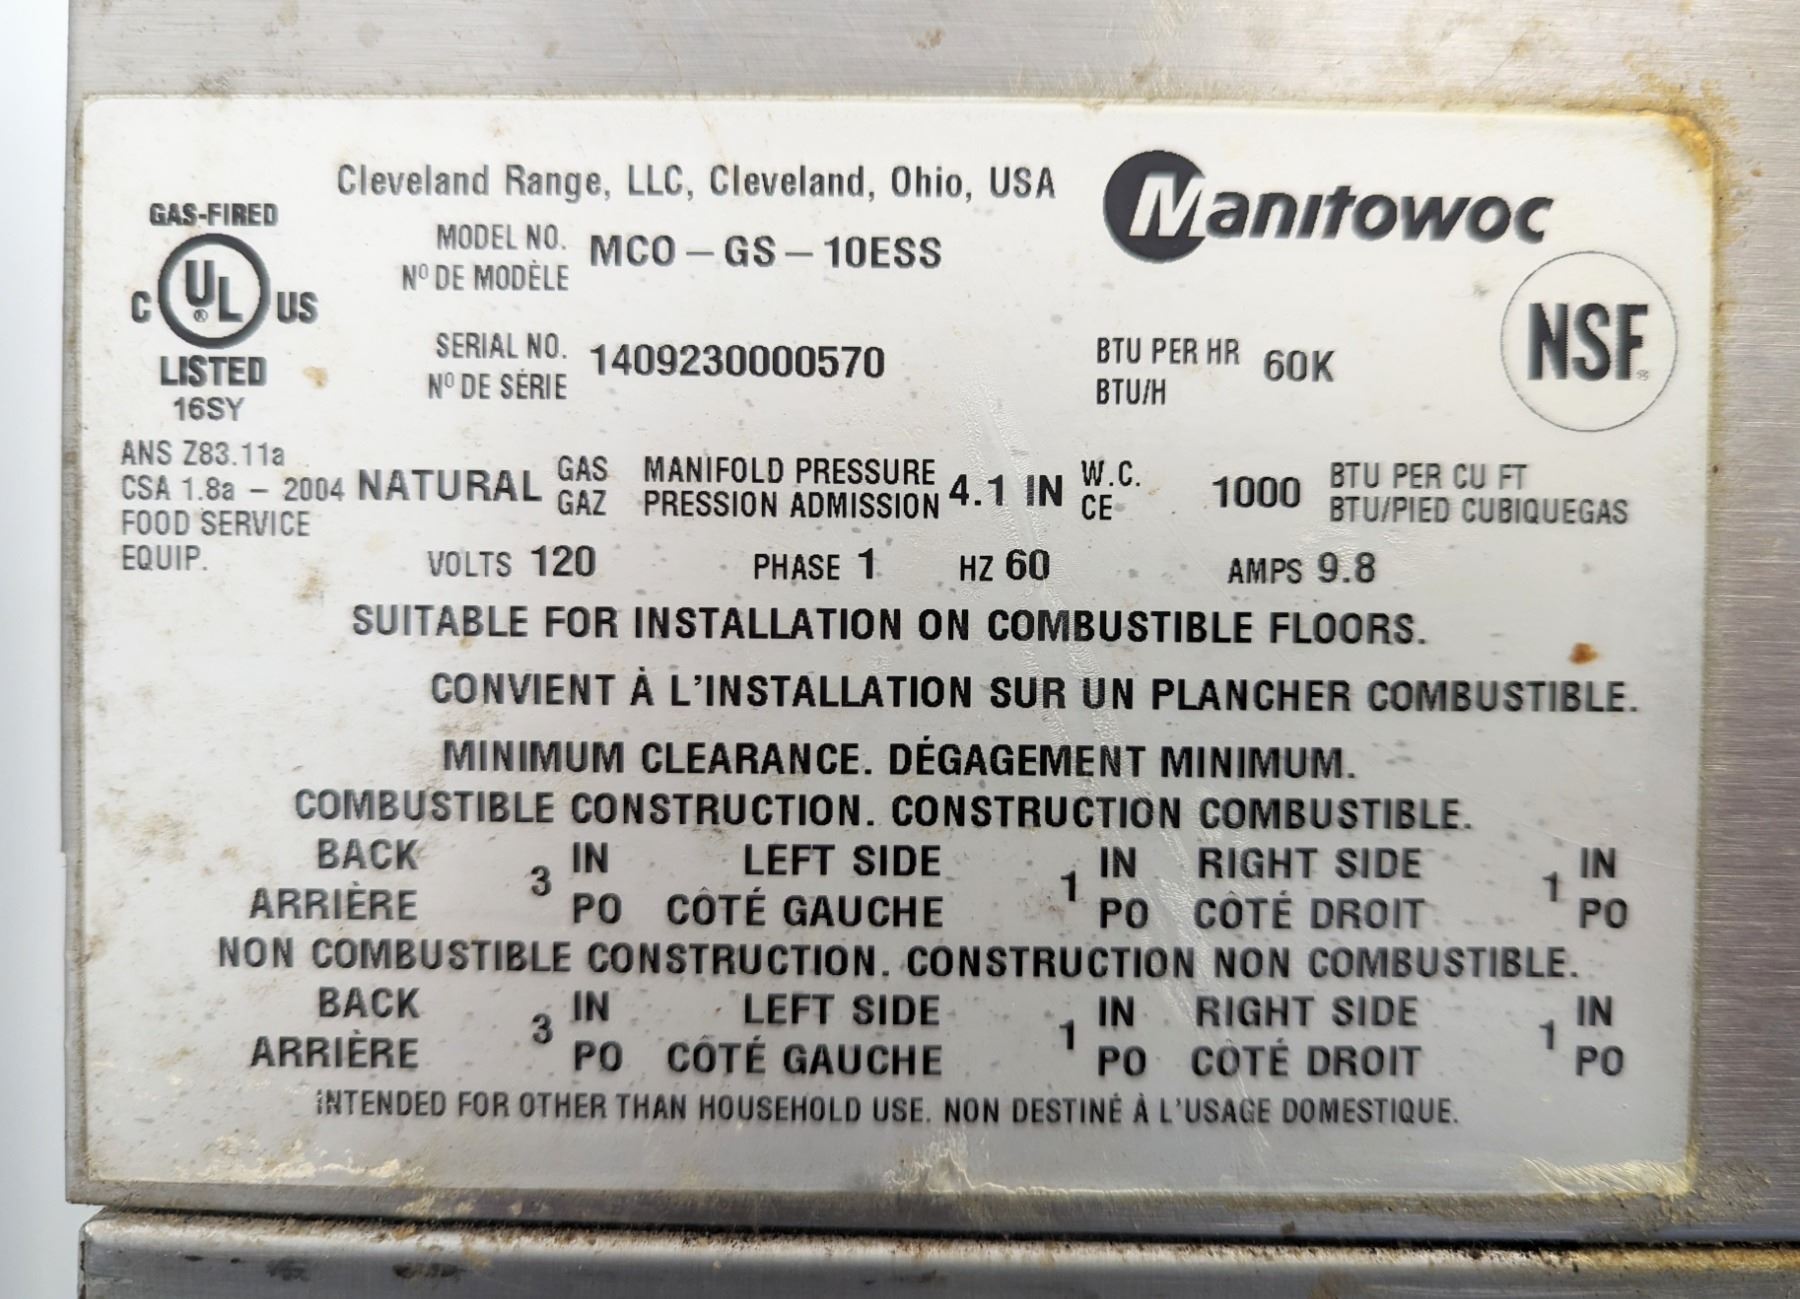 Cleveland Range, LLC, Cleveland, Ohio, USA
Manitowoc
GAS-FIRED
C UL ® US
LISTED
16SY
MODEL NO. MCO – GS – 10ESS
Nº DE MODÈLE
NSF®
SERIAL NO. 1409230000570 BTU PER HR 60K
Nº DE SÉRIE BTU/H
ANS Z83.11a
CSA 1.8a – 2004
FOOD SERVICE
EQUIP.
NATURAL GAS MANIFOLD PRESSURE 4.1 IN W.C. 1000 BTU PER CU FT
GAZ PRESSION ADMISSION CE BTU/PIED CUBIQUEGAS
VOLTS 120 PHASE 1 HZ 60 AMPS 9.8
SUITABLE FOR INSTALLATION ON COMBUSTIBLE FLOORS.
CONVIENT À L'INSTALLATION SUR UN PLANCHER COMBUSTIBLE.
MINIMUM CLEARANCE. DÉGAGEMENT MINIMUM.
COMBUSTIBLE CONSTRUCTION. CONSTRUCTION COMBUSTIBLE.
BACK 3 IN LEFT SIDE 1 IN RIGHT SIDE 1 IN
ARRIÈRE PO CÔTÉ GAUCHE PO CÔTÉ DROIT PO
NON COMBUSTIBLE CONSTRUCTION. CONSTRUCTION NON COMBUSTIBLE.
BACK 3 IN LEFT SIDE 1 IN RIGHT SIDE 1 IN
ARRIÈRE PO CÔTÉ GAUCHE PO CÔTÉ DROIT PO
INTENDED FOR OTHER THAN HOUSEHOLD USE. NON DESTINÉ À L'USAGE DOMESTIQUE.